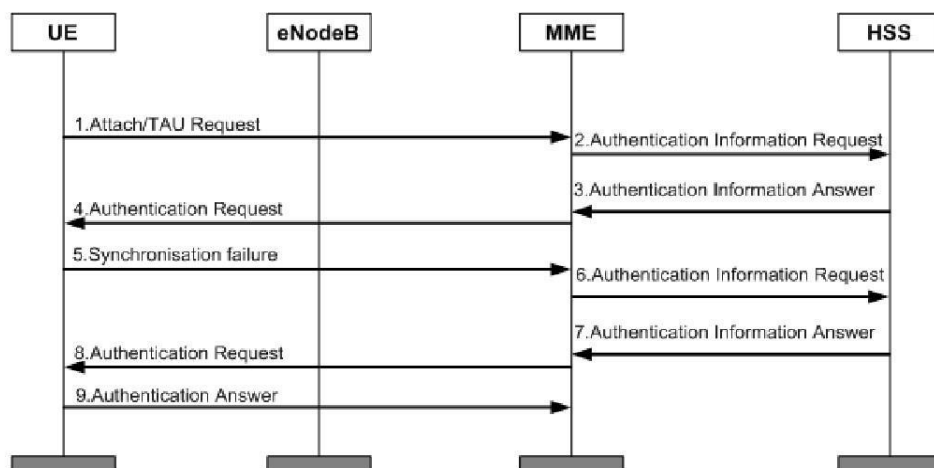 UE
eNodeB
MME
HSS
1.Attach/TAU Request
2.Authentication Information Request
3.Authentication Information Answer
4.Authentication Request
5.Synchronisation failure
6.Authentication Information Request
7.Authentication Information Answer
8.Authentication Request
9.Authentication Answer